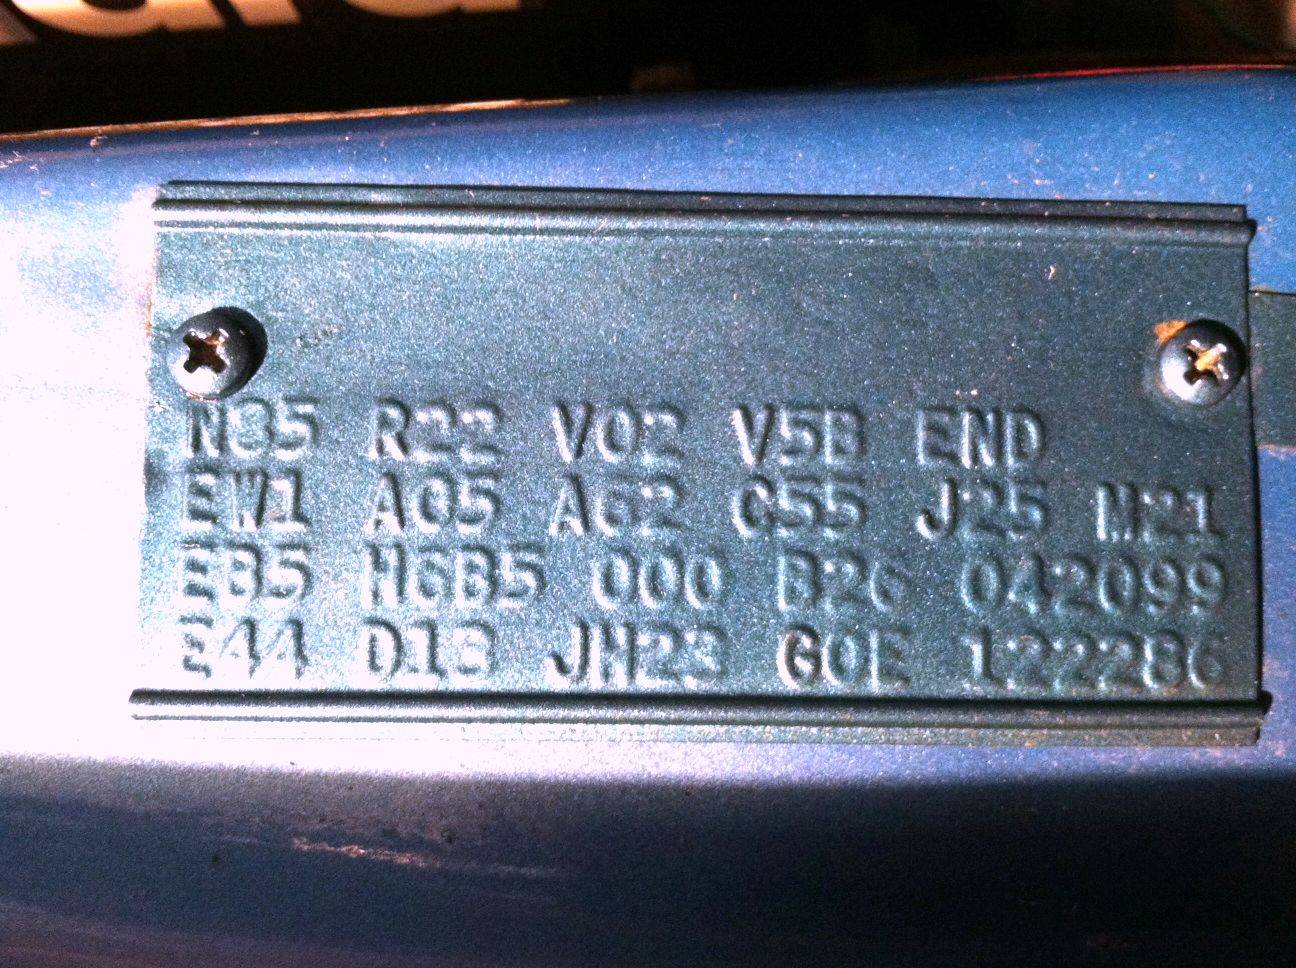 N85 R22 V02 V5B END
EW1 A05 A62 C55 J25 M21
EB5 H6B5 000 B26 042099
E44 D13 JH23 G0E 122286